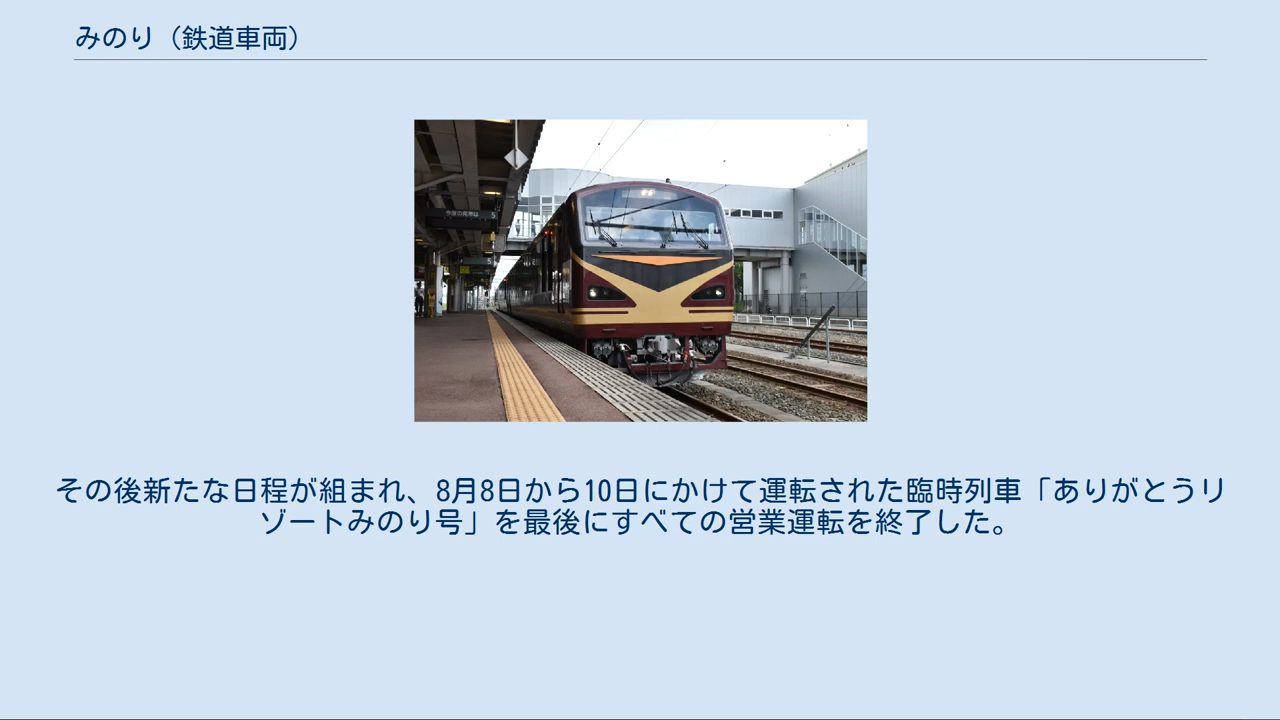 みのり（鉄道車両）
その後新たな日程が組まれ、8月8日から10日にかけて運転された臨時列車「ありがとうリ
ゾートみのり号」を最後にすべての営業運転を終了した。